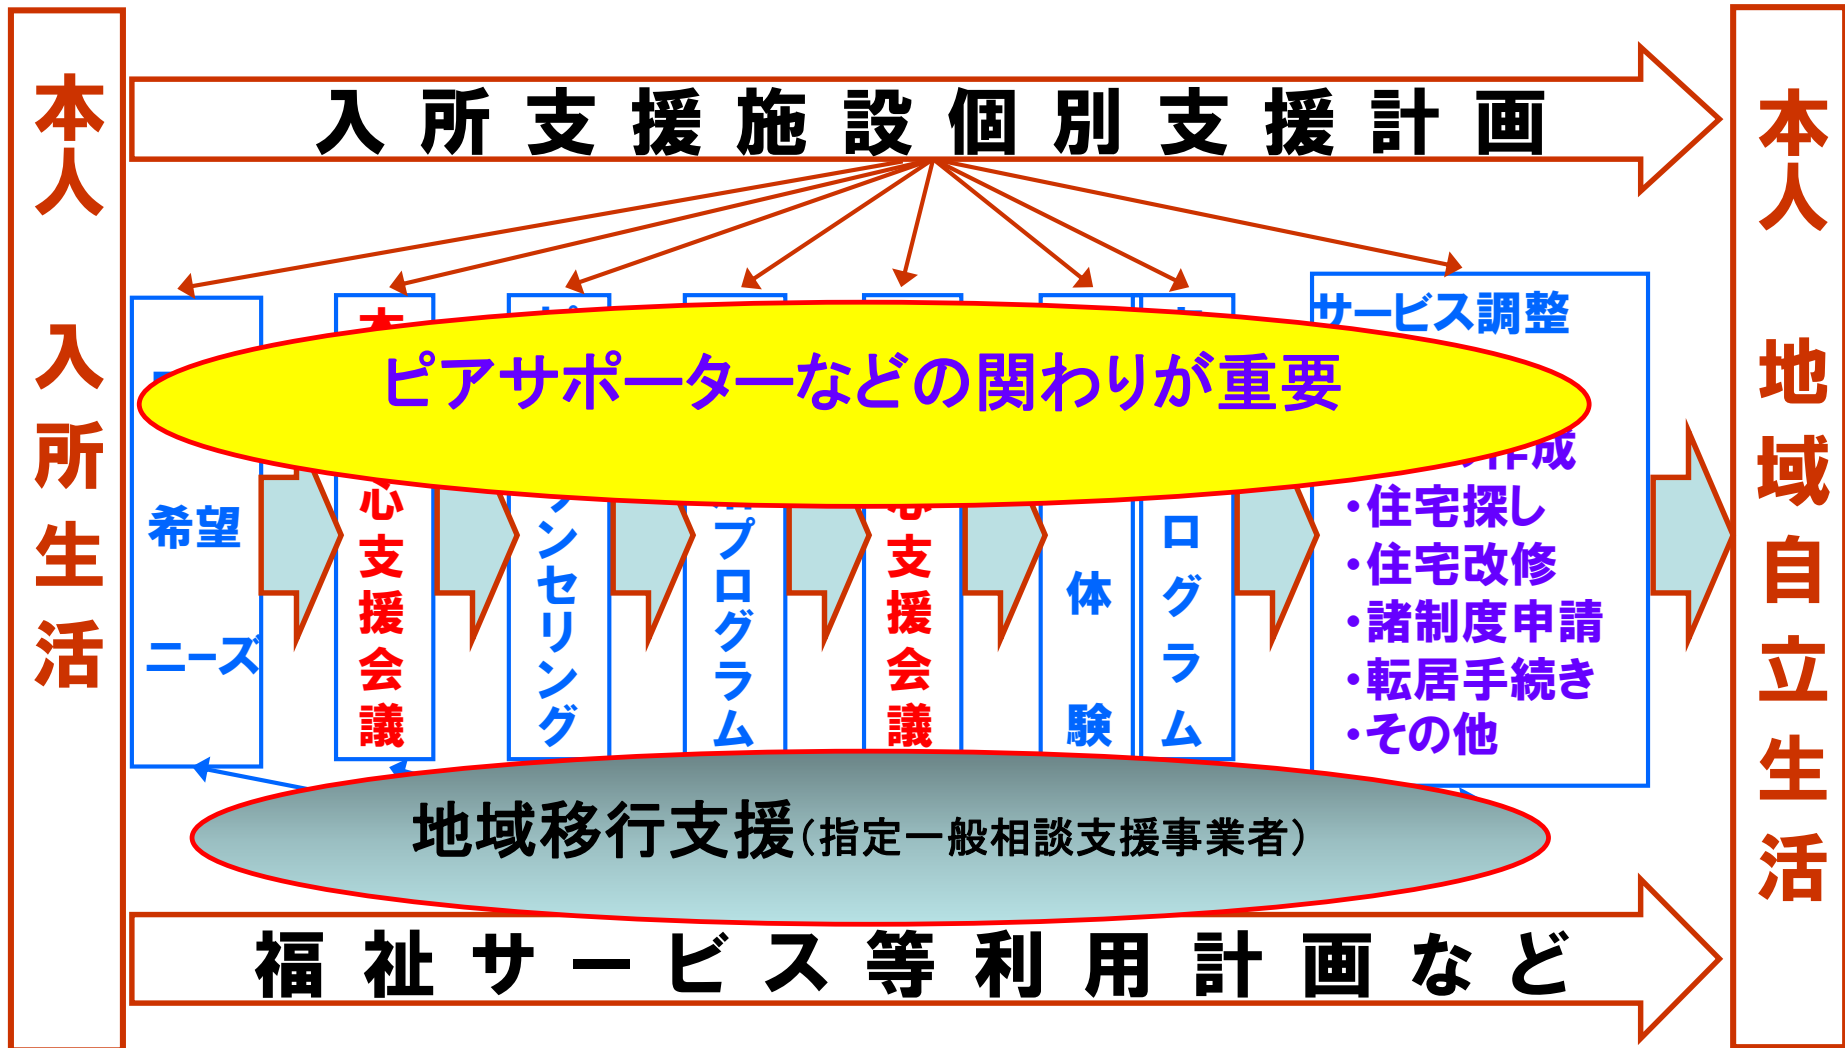 本人 入所生活
入所支援施設個別支援計画
希望
ニーズ
心支援会議
ンセリング
プログラム
支援会議
体験
ログラム
サービス調整
作成
・住宅探し
・住宅改修
・諸制度申請
・転居手続き
・その他
ピアサポーターなどの関わりが重要
地域移行支援（指定一般相談支援事業者）
福祉サービス等利用計画など
本人 地域自立生活